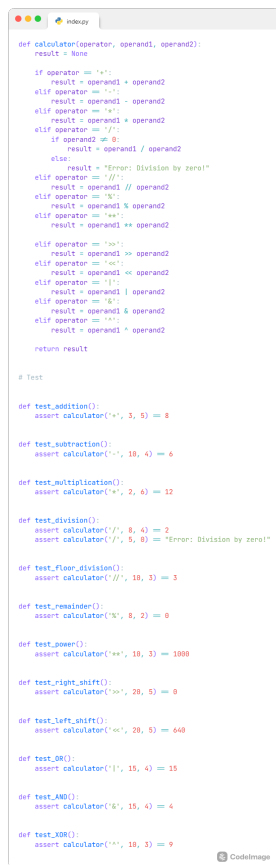 index.py
def calculator(operator, operand1, operand2):
    result = None
    if operator == '+':
        result = operand1 + operand2
    elif operator == '-':
        result = operand1 - operand2
    elif operator == '*':
        result = operand1 * operand2
    elif operator == '/':
        if operand2 != 0:
            result = operand1 / operand2
        else:
            result = "Error: Division by zero!"
    elif operator == '//':
        result = operand1 // operand2
    elif operator == '%':
        result = operand1 % operand2
    elif operator == '**':
        result = operand1 ** operand2
    elif operator == '>>':
        result = operand1 >> operand2
    elif operator == '<<':
        result = operand1 << operand2
    elif operator == '|':
        result = operand1 | operand2
    elif operator == '&':
        result = operand1 & operand2
    elif operator == '^':
        result = operand1 ^ operand2
    return result
# Test
def test_addition():
    assert calculator('+', 3, 5) == 8
def test_subtraction():
    assert calculator('-', 10, 4) == 6
def test_multiplication():
    assert calculator('*', 2, 6) == 12
def test_division():
    assert calculator('/', 8, 4) == 2
    assert calculator('/', 5, 0) == "Error: Division by zero!"
def test_floor_division():
    assert calculator('//', 10, 3) == 3
def test_remainder():
    assert calculator('%', 8, 2) == 0
def test_power():
    assert calculator('**', 10, 3) == 1000
def test_right_shift():
    assert calculator('>>', 20, 5) == 0
def test_left_shift():
    assert calculator('<<', 20, 5) == 640
def test_OR():
    assert calculator('|', 15, 4) == 15
def test_AND():
    assert calculator('&', 15, 4) == 4
def test_XOR():
    assert calculator('^', 10, 3) == 9
CodeImage